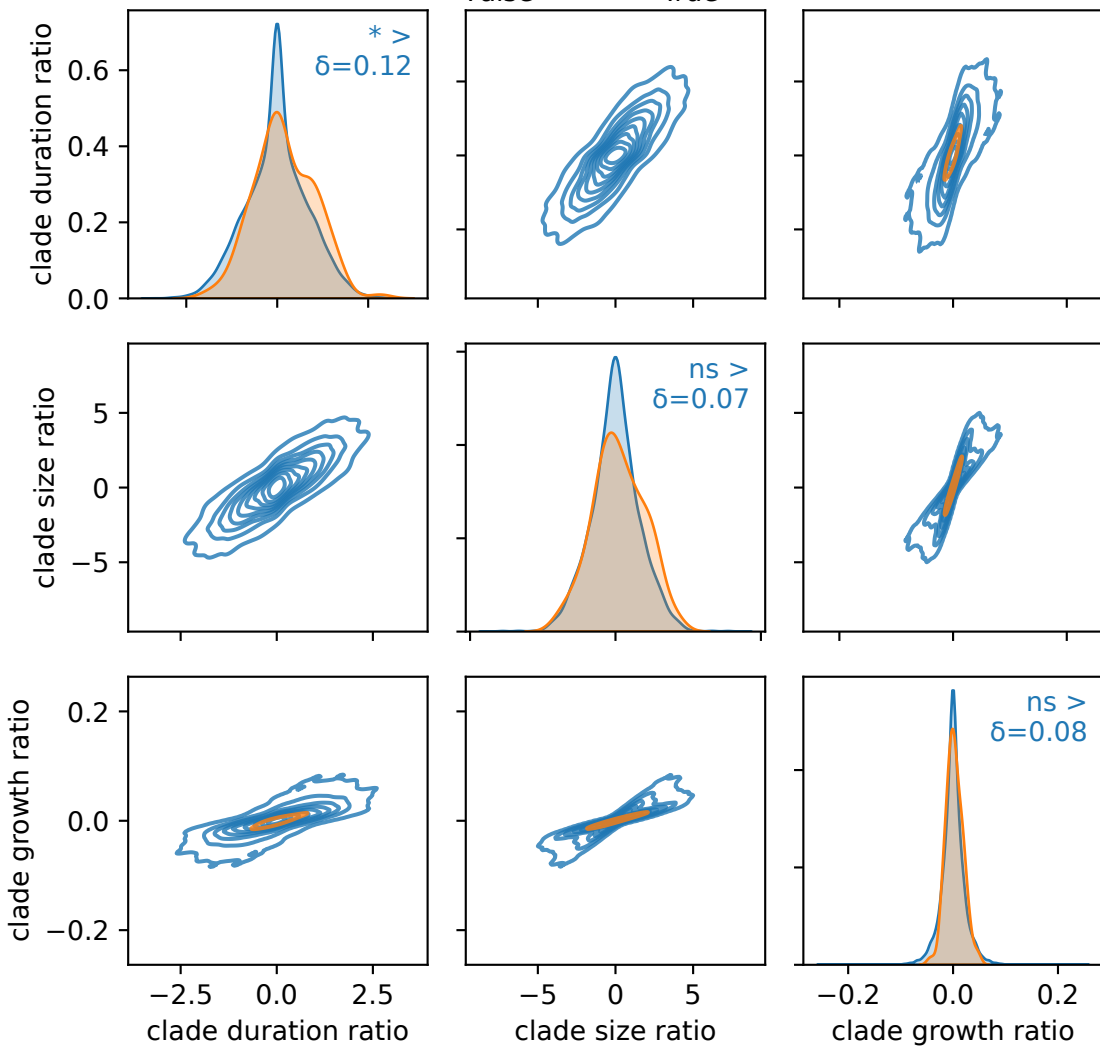 * >
δ=0.12
clade duration ratio
0.6
0.4
0.2
0.0
ns >
δ=0.07
clade size ratio
5
0
−5
ns >
δ=0.08
clade growth ratio
0.2
0.0
−0.2
−2.5 0.0 2.5 −5 0 5 −0.2 0.0 0.2
clade duration ratio clade size ratio clade growth ratio